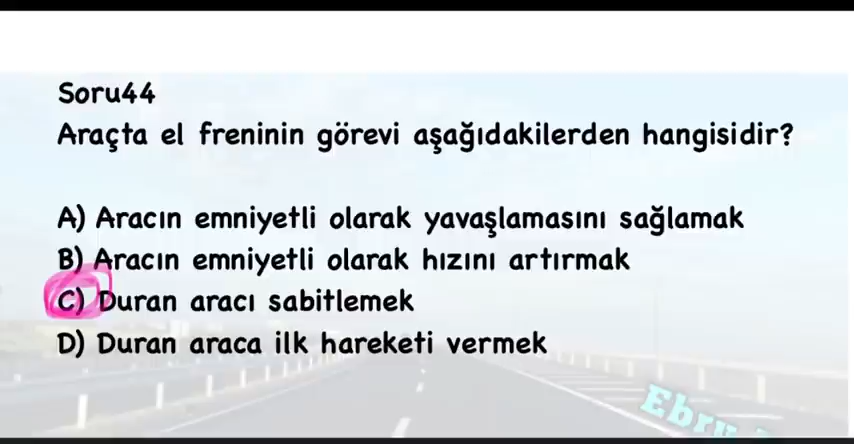 Soru44
Araçta el freninin görevi aşağıdakilerden hangisidir?
A) Aracın emniyetli olarak yavaşlamasını sağlamak
B) Aracın emniyetli olarak hızını artırmak
C) Duran aracı sabitlemek
D) Duran araca ilk hareketi vermek
Ebru